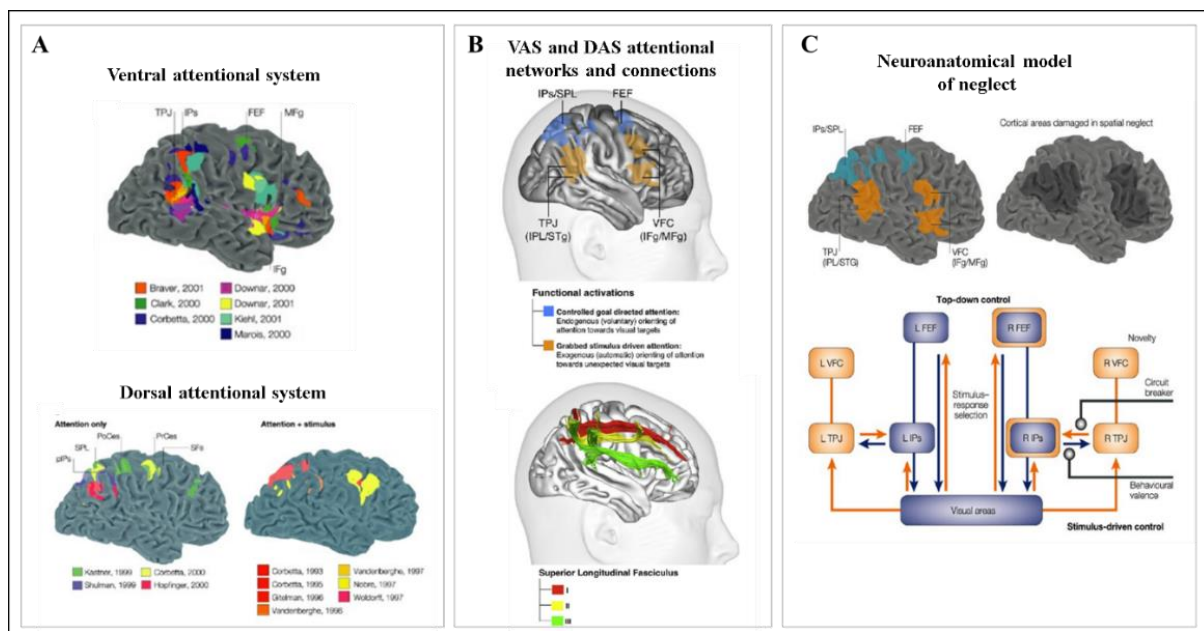 A
Ventral attentional system
TPJ
IPs
FEF
MFg
IFg
Braver, 2001
Downar, 2000
Clark, 2000
Downar, 2001
Corbetta, 2000
Kiehl, 2001
Marois, 2000
Dorsal attentional system
Attention only
Attention + stimulus
PoCes
PrCes
SPL
SFs
pIPs
Kastner, 1999
Corbetta, 2000
Shulman, 1999
Hopfinger, 2000
Corbetta, 1993
Vandenberghe, 1997
Corbetta, 1995
Nobre, 1997
Gitelman, 1996
Woldorff, 1997
Vandenberghe, 1996
B
VAS and DAS attentional
networks and connections
IPs/SPL
FEF
TPJ
(IPL/STg)
VFC
(IFg/MFg)
Functional activations
Controlled goal directed attention:
Endogenous (voluntary) orienting of
attention towards visual targets
Grabbed stimulus driven attention:
Exogenous (automatic) orienting of attention
towards unexpected visual targets
Superior Longitudinal Fasciculus
I
II
III
C
Neuroanatomical model
of neglect
Cortical areas damaged in spatial neglect
IPs/SPL
FEF
TPJ
(IPL/STG)
VFC
(IFg/MFg)
Top-down control
L FEF
R FEF
Novelty
L VFC
R VFC
Circuit
breaker
Stimulus–
response
selection
L TPJ
L IPs
R IPs
R TPJ
Behavioural
valence
Visual areas
Stimulus-driven control